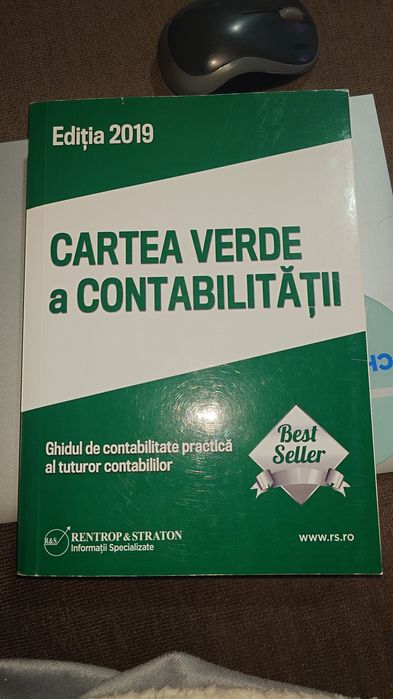 Ediția 2019
CARTEA VERDE
a CONTABILITĂȚII
Ghidul de contabilitate practică
al tuturor contabililor
Best
Seller
R&S
RENTROP & STRATON
Informații Specializate
www.rs.ro